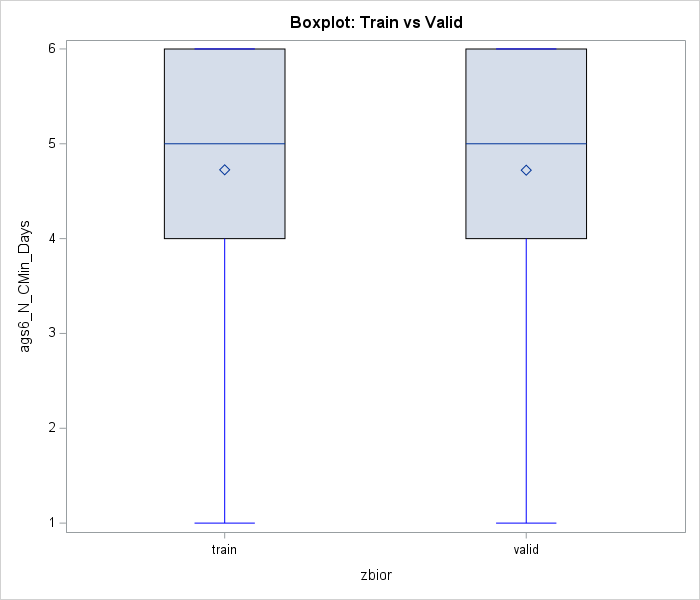 Boxplot: Train vs Valid
6
5
4
3
2
1
ags6_N_CMin_Days
train
valid
zbior